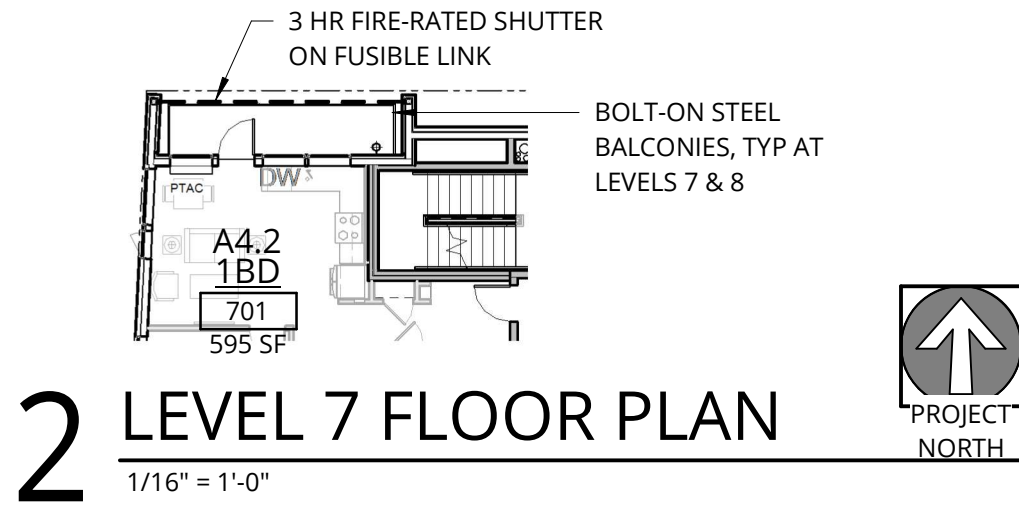 3 HR FIRE-RATED SHUTTER
ON FUSIBLE LINK
BOLT-ON STEEL
BALCONIES, TYP AT
LEVELS 7 & 8
PTAC
DW
A4.2
1BD
701
595 SF
PROJECT
NORTH
2
LEVEL 7 FLOOR PLAN
1/16" = 1'-0"